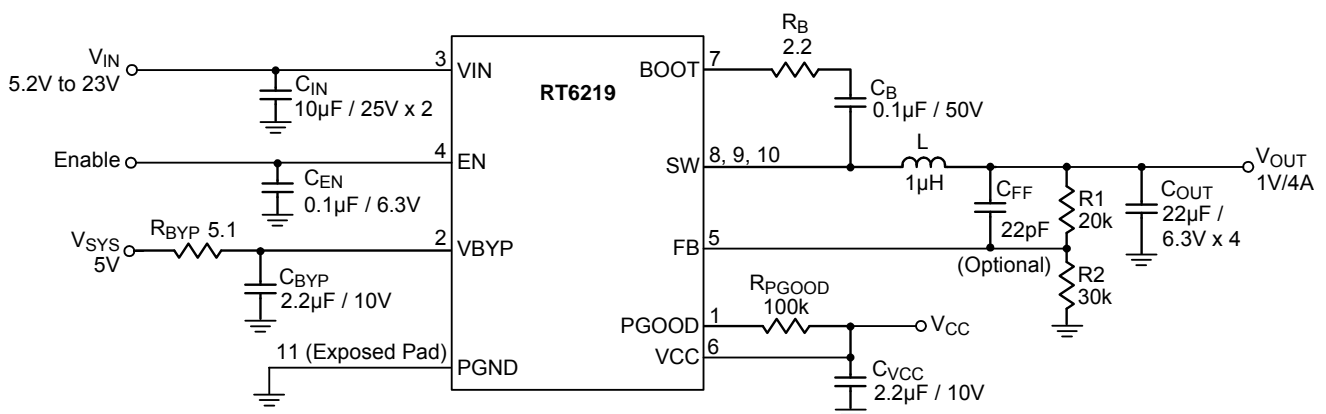 VIN
5.2V to 23V
CIN
10µF / 25V x 2
3
VIN
RT6219
BOOT
7
RB
2.2
CB
0.1µF / 50V
Enable
CEN
0.1µF / 6.3V
4
EN
SW
8, 9, 10
L
1µH
VOUT
1V/4A
CFF
22pF
(Optional)
R1
20k
COUT
22µF /
6.3V x 4
VSYS
5V
RBYP 5.1
CBYP
2.2µF / 10V
2
VBYP
FB
5
R2
30k
RPGOOD
100k
PGOOD
1
VCC
VCC
6
CVCC
2.2µF / 10V
11 (Exposed Pad)
PGND